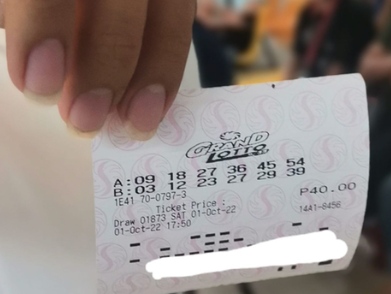 GRAND
LOTTO
A:09 18 27 36 45 54
B:03 12 23 27 29 39
1E41 70-0797-3
Ticket Price : P40.00
Draw 01873 SAT 01-Oct-22
01-Oct-22 17:50 14A1-8456